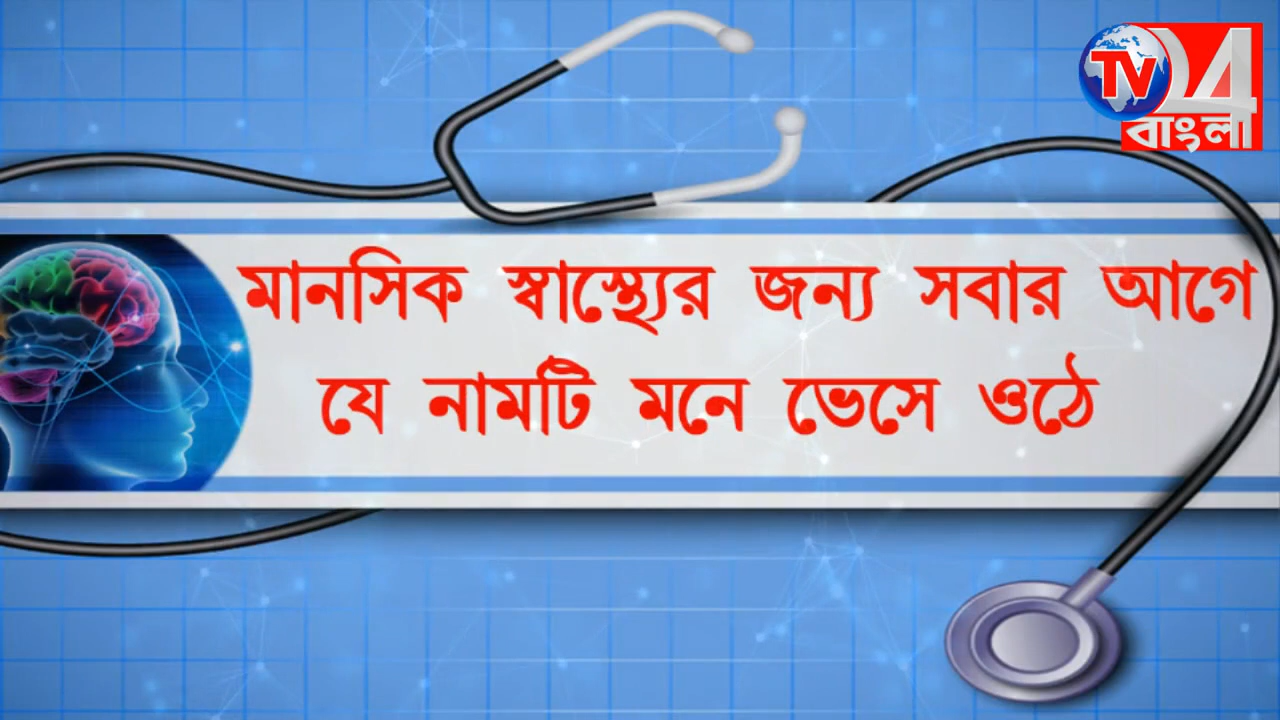 TV 24
বাংলা
মানসিক স্বাস্থ্যের জন্য সবার আগে
যে নামটি মনে ভেসে ওঠে